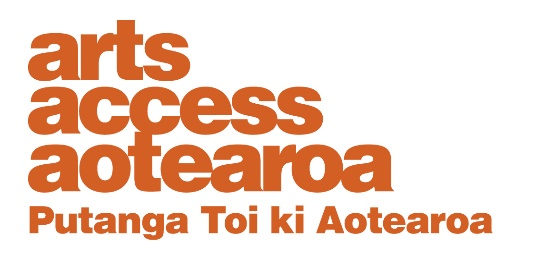 arts
access
aotearoa
Putanga Toi ki Aotearoa